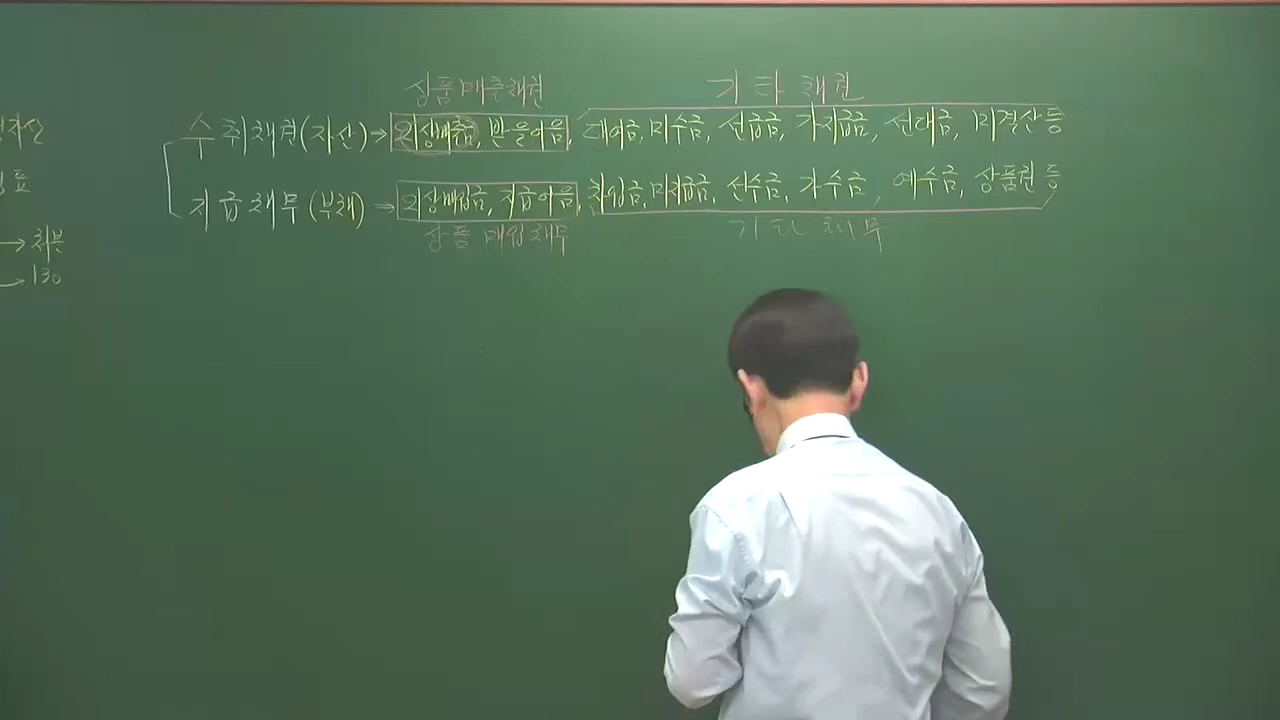 상품매출채권 기타채권
수취채권(자산)→외상매출금, 받을어음, 대여금, 미수금, 선급금, 가지급금, 선대금, 미결산등
지급채무(부채)→외상매입금, 지급어음, 차입금, 미지급금, 선수금, 가수금, 예수금, 상품권 등
상품매입채무 기타채무
→처분
→130